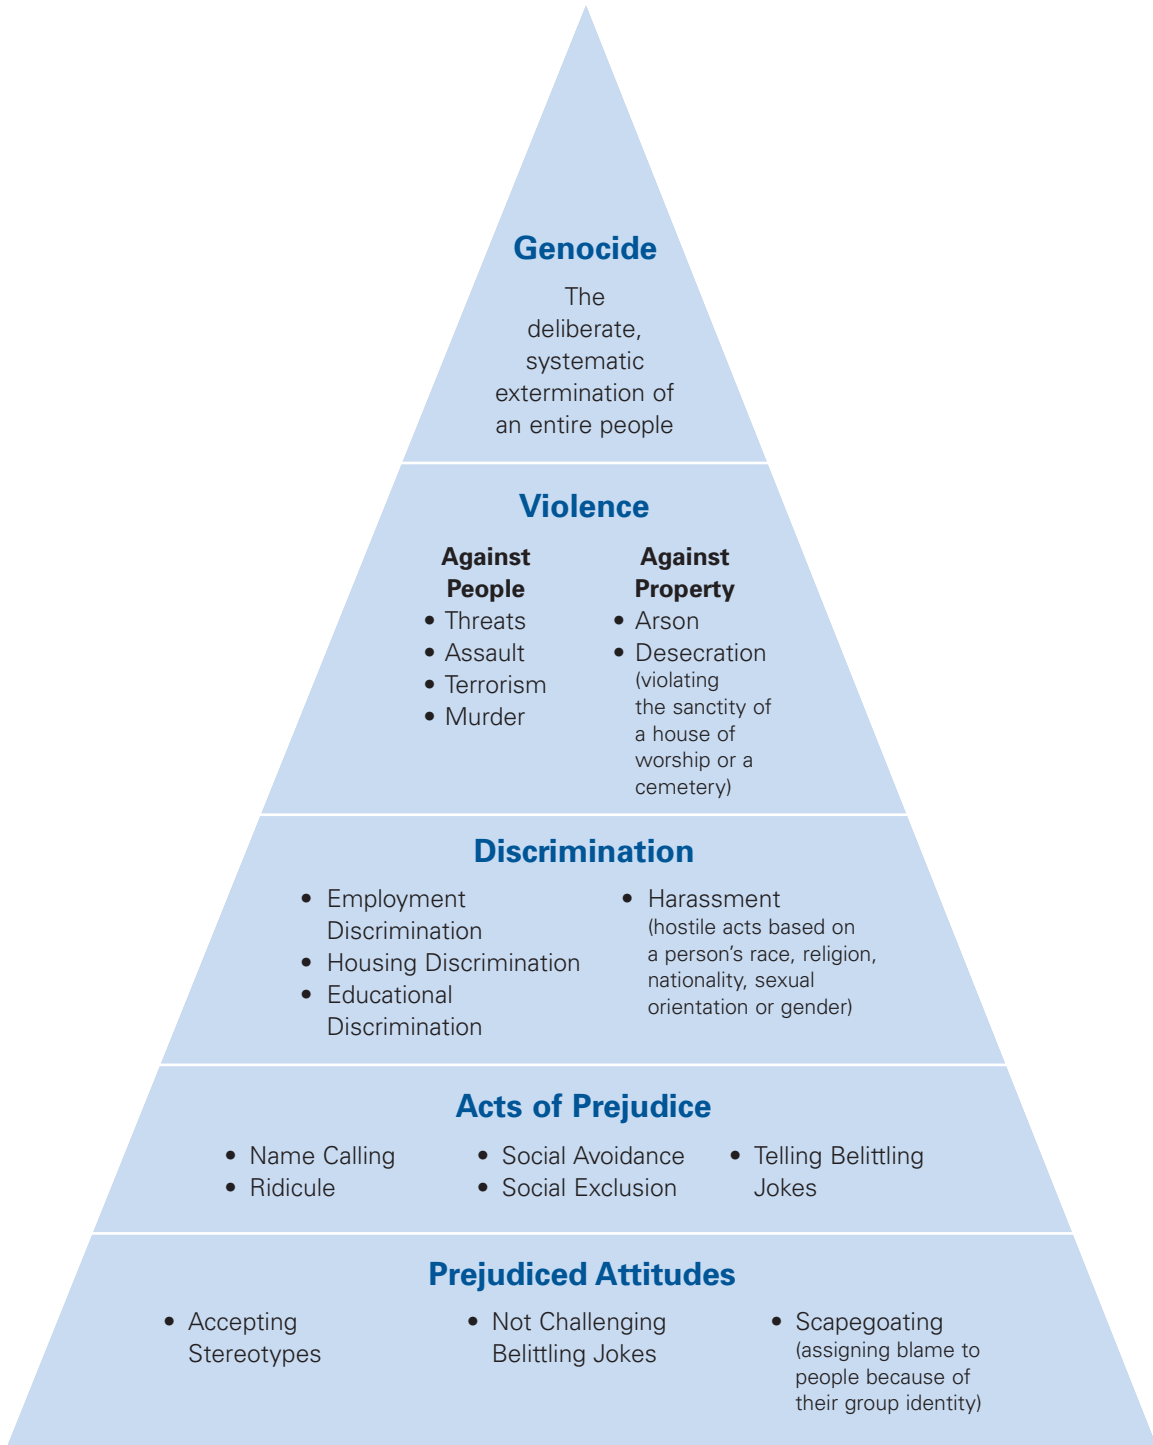 Genocide
The
deliberate,
systematic
extermination of
an entire people
Violence
Against
People
• Threats
• Assault
• Terrorism
• Murder
Against
Property
• Arson
• Desecration
(violating
the sanctity of
a house of
worship or a
cemetery)
Discrimination
• Employment
Discrimination
• Housing Discrimination
• Educational
Discrimination
• Harassment
(hostile acts based on
a person’s race, religion,
nationality, sexual
orientation or gender)
Acts of Prejudice
• Name Calling
• Ridicule
• Social Avoidance
• Social Exclusion
• Telling Belittling
Jokes
Prejudiced Attitudes
• Accepting
Stereotypes
• Not Challenging
Belittling Jokes
• Scapegoating
(assigning blame to
people because of
their group identity)